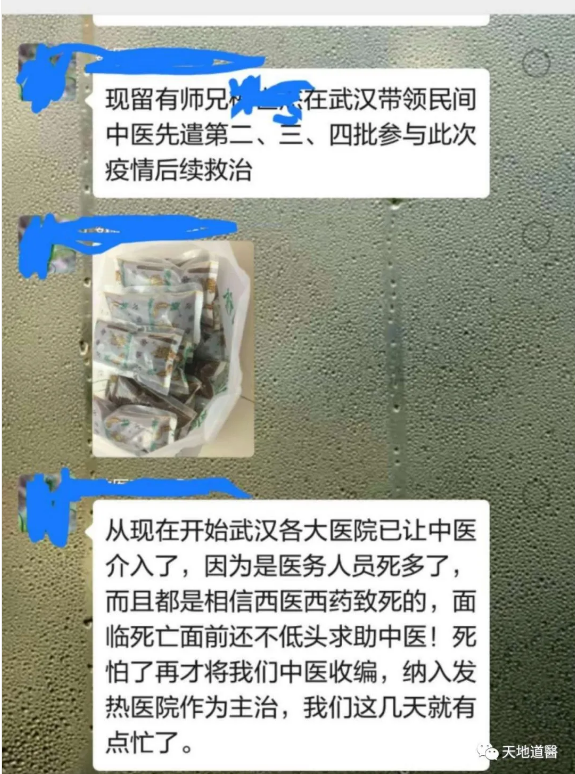 现留有师兄在武汉带领民间
中医先遣第二、三、四批参与此次
疫情后续救治
从现在开始武汉各大医院已让中医
介入了，因为是医务人员死多了，
而且都是相信西医西药致死的，面
临死亡面前还不低头求助中医！死
怕了再才将我们中医收编，纳入发
热医院作为主治，我们这几天就有
点忙了。
天地道醫